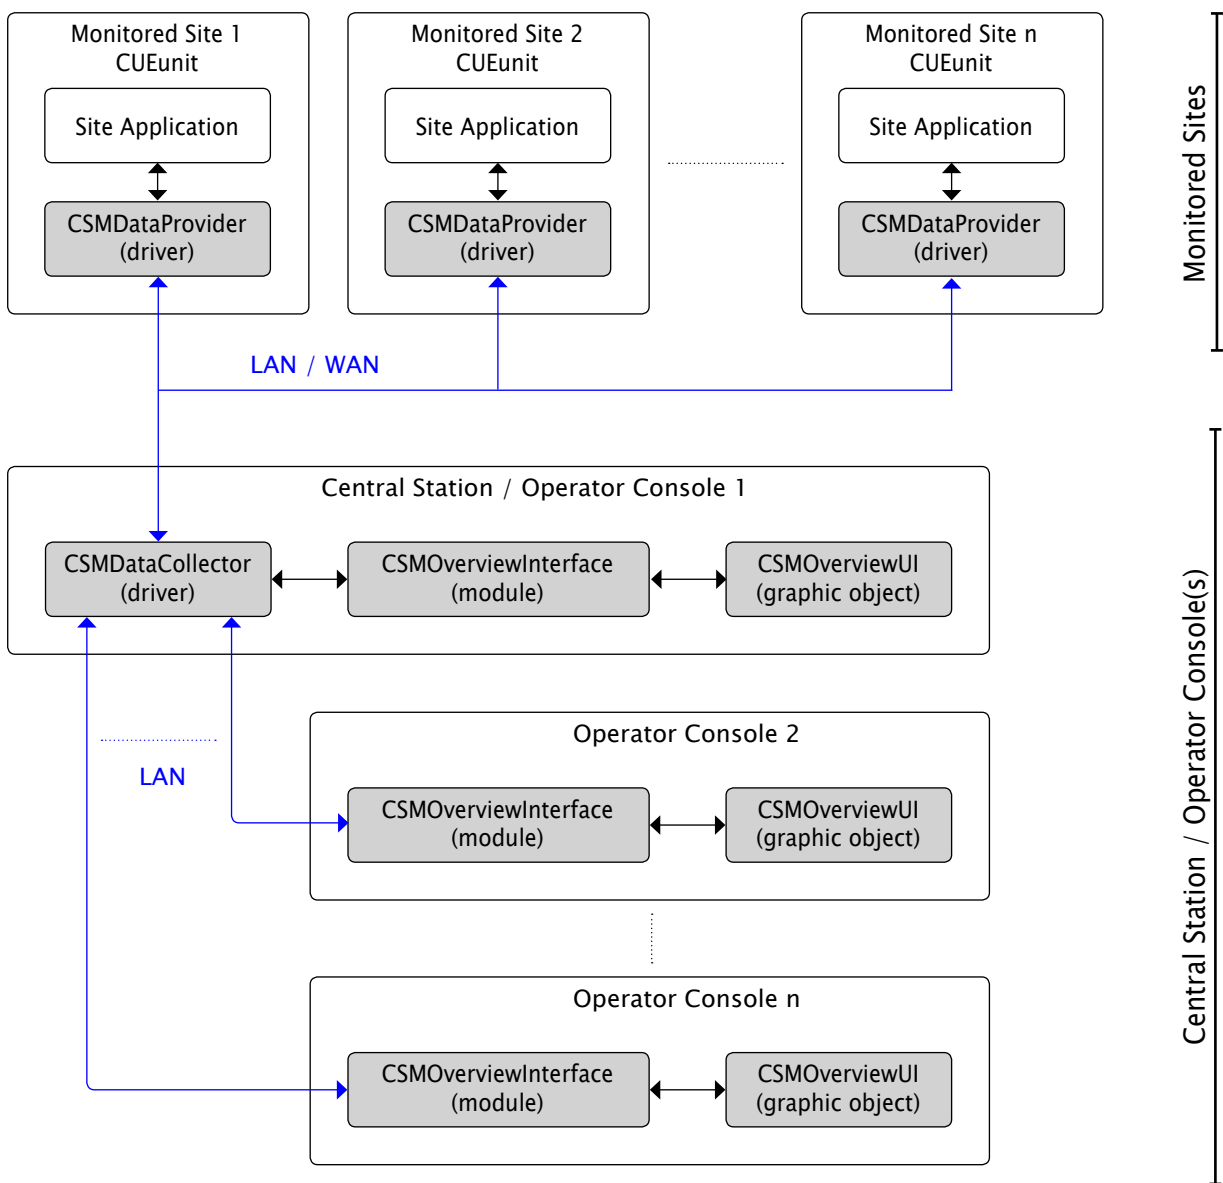 Monitored Site 1
CUEunit
Site Application
CSMDataProvider
(driver)
Monitored Site 2
CUEunit
Site Application
CSMDataProvider
(driver)
Monitored Site n
CUEunit
Site Application
CSMDataProvider
(driver)
Monitored Sites
LAN / WAN
Central Station / Operator Console 1
CSMDataCollector
(driver)
CSMOverviewInterface
(module)
CSMOverviewUI
(graphic object)
LAN
Operator Console 2
CSMOverviewInterface
(module)
CSMOverviewUI
(graphic object)
Operator Console n
CSMOverviewInterface
(module)
CSMOverviewUI
(graphic object)
Central Station / Operator Console(s)